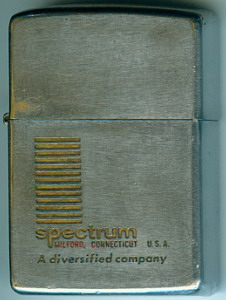 spectrum
MILFORD, CONNECTICUT U.S.A.
A diversified company